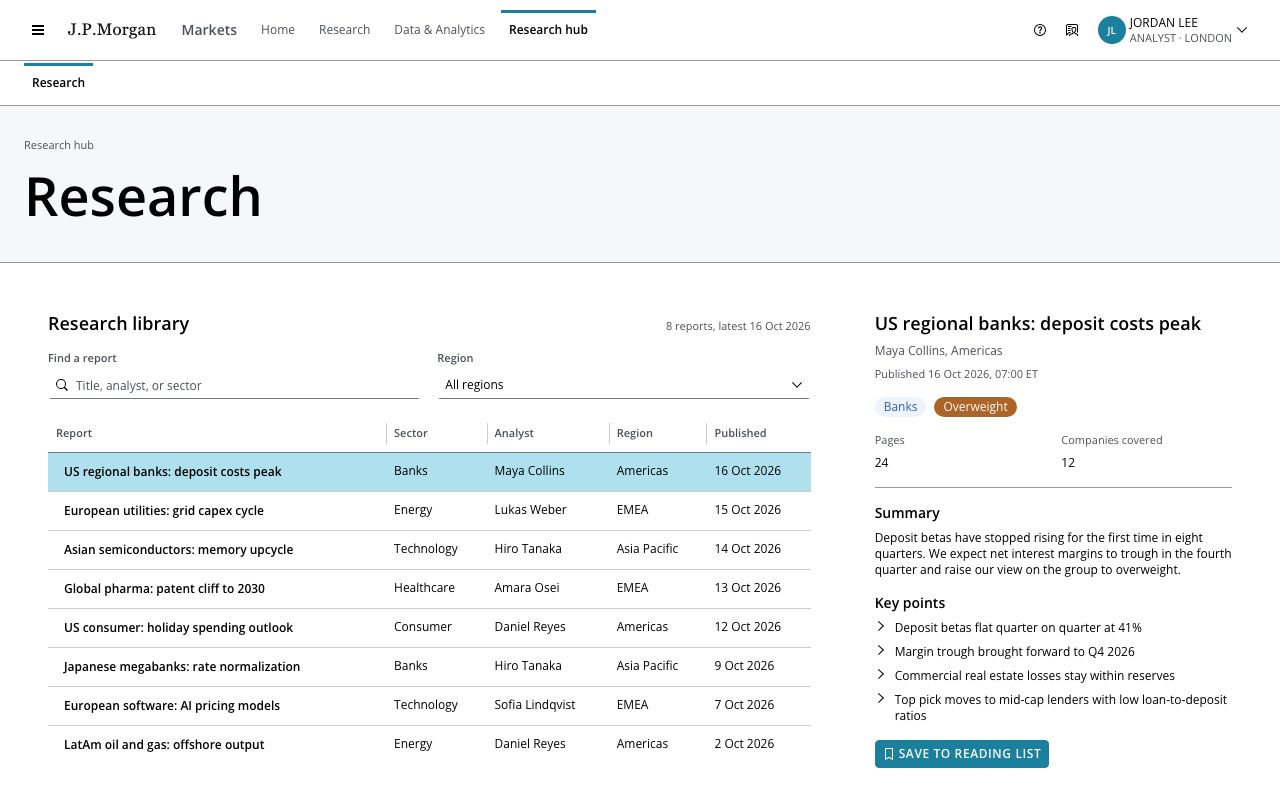 J.P.Morgan Markets Home Research Data & Analytics Research hub JL JORDAN LEE
ANALYST · LONDON
Research
Research hub
Research
Research library
8 reports, latest 16 Oct 2026
Find a report
Region
Title, analyst, or sector
All regions
Report Sector Analyst Region Published
US regional banks: deposit costs peak Banks Maya Collins Americas 16 Oct 2026
European utilities: grid capex cycle Energy Lukas Weber EMEA 15 Oct 2026
Asian semiconductors: memory upcycle Technology Hiro Tanaka Asia Pacific 14 Oct 2026
Global pharma: patent cliff to 2030 Healthcare Amara Osei EMEA 13 Oct 2026
US consumer: holiday spending outlook Consumer Daniel Reyes Americas 12 Oct 2026
Japanese megabanks: rate normalization Banks Hiro Tanaka Asia Pacific 9 Oct 2026
European software: AI pricing models Technology Sofia Lindqvist EMEA 7 Oct 2026
LatAm oil and gas: offshore output Energy Daniel Reyes Americas 2 Oct 2026
US regional banks: deposit costs peak
Maya Collins, Americas
Published 16 Oct 2026, 07:00 ET
Banks Overweight
Pages Companies covered
24 12
Summary
Deposit betas have stopped rising for the first time in eight
quarters. We expect net interest margins to trough in the fourth
quarter and raise our view on the group to overweight.
Key points
Deposit betas flat quarter on quarter at 41%
Margin trough brought forward to Q4 2026
Commercial real estate losses stay within reserves
Top pick moves to mid-cap lenders with low loan-to-deposit
ratios
SAVE TO READING LIST